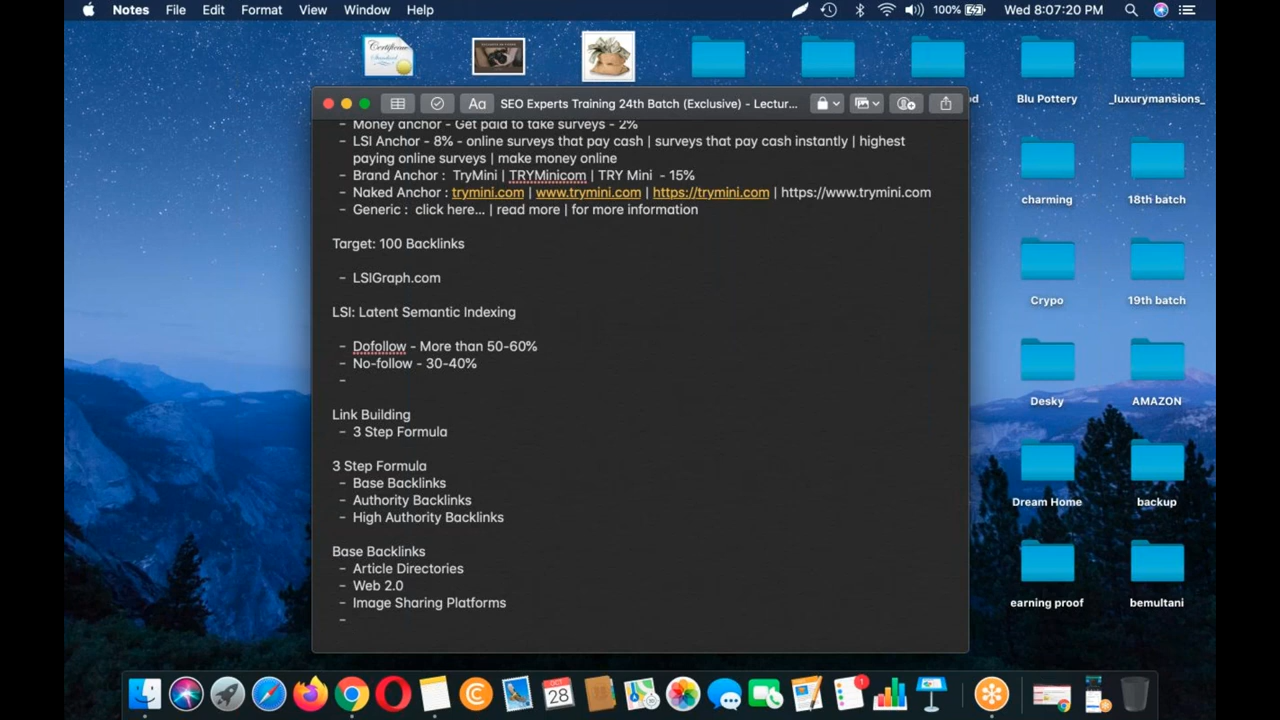 Notes File Edit Format View Window Help 100% Wed 8:07:20 PM
SEO Experts Training 24th Batch (Exclusive) - Lectur...
Aa
- Money anchor - Get paid to take surveys - 2%
- LSI Anchor - 8% - online surveys that pay cash | surveys that pay cash instantly | highest
paying online surveys | make money online
- Brand Anchor : TryMini | TRYMinicom | TRY Mini - 15%
- Naked Anchor : trymini.com | www.trymini.com | https://trymini.com | https://www.trymini.com
- Generic : click here... | read more | for more information
Target: 100 Backlinks
- LSIGraph.com
LSI: Latent Semantic Indexing
- Dofollow - More than 50-60%
- No-follow - 30-40%
-
Link Building
- 3 Step Formula
3 Step Formula
- Base Backlinks
- Authority Backlinks
- High Authority Backlinks
Base Backlinks
- Article Directories
- Web 2.0
- Image Sharing Platforms
-
Blu Pottery
_luxurymansions_
charming
18th batch
Crypo
19th batch
Desky
AMAZON
Dream Home
backup
earning proof
bemultani
OCT
28
1